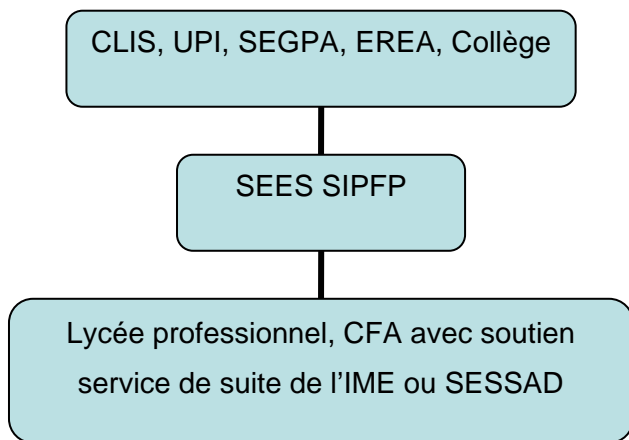 CLIS, UPI, SEGPA, EREA, Collège
SEES SIPFP
Lycée professionnel, CFA avec soutien
service de suite de l'IME ou SESSAD